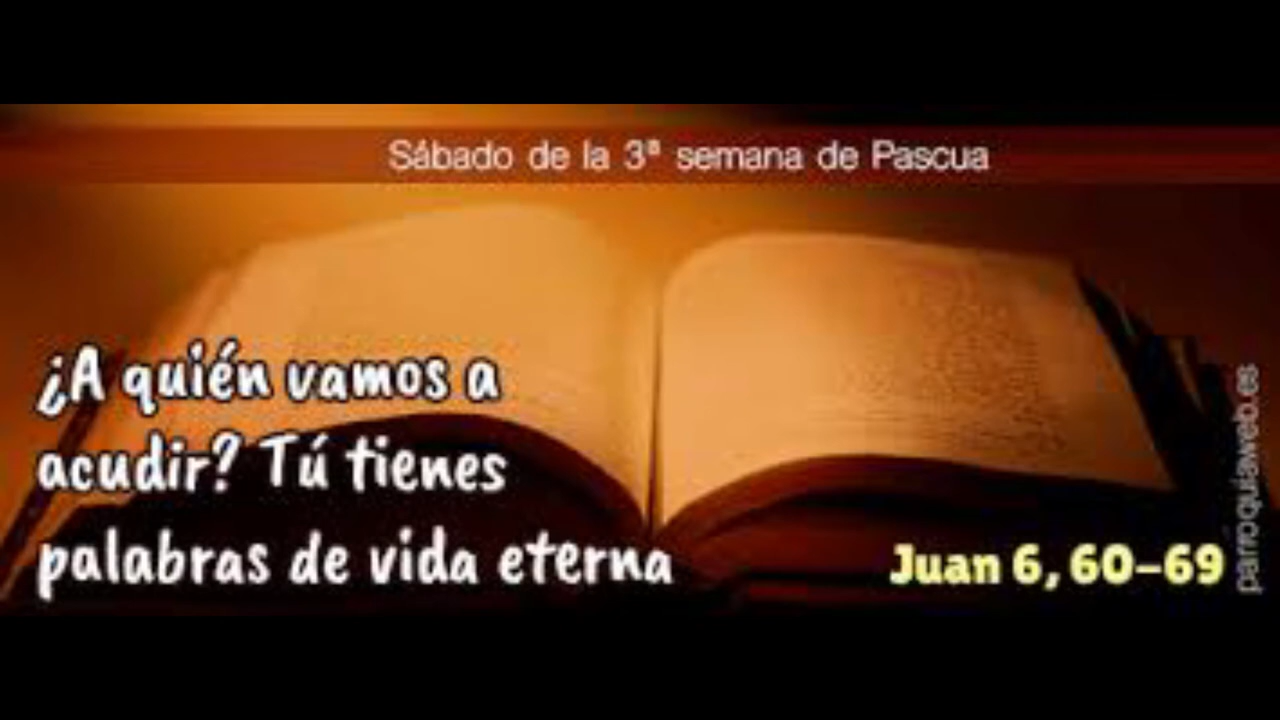 Sábado de la 3ª semana de Pascua
¿A quién vamos a
acudir? Tú tienes
palabras de vida eterna
Juan 6, 60-69
parroquiaweb.es